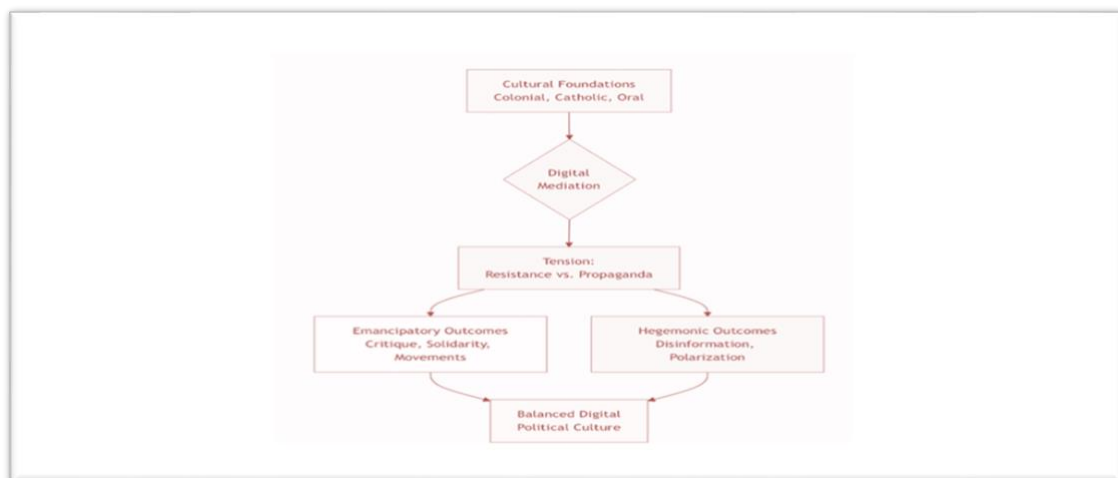 Cultural Foundations
Colonial, Catholic, Oral
Digital
Mediation
Tension:
Resistance vs. Propaganda
Emancipatory Outcomes
Critique, Solidarity,
Movements
Hegemonic Outcomes
Disinformation,
Polarization
Balanced Digital
Political Culture